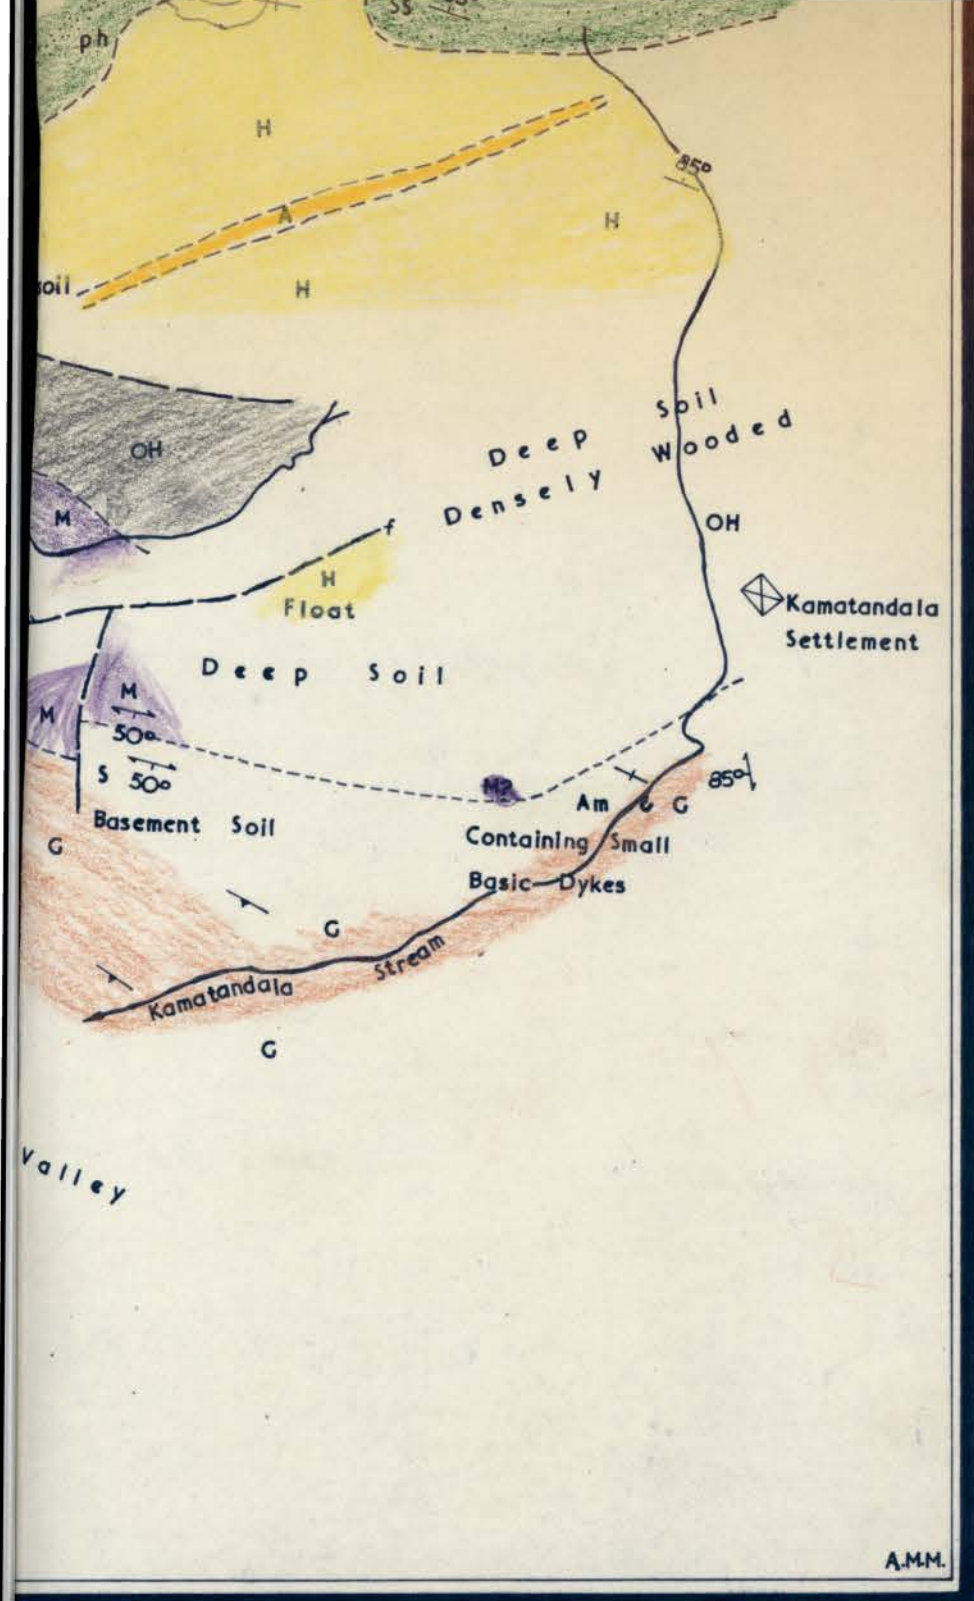 ss
ph
H
85°
A
H
oil
H
Deep Soil
Densely Wooded
OH
M
OH
f
H
Float
Kamatandala
Settlement
Deep Soil
M
M
50°
S 50°
M?
85°
Am & G
Basement Soil
Containing Small
G
Basic Dykes
G
Kamatandala Stream
G
Valley
A.M.M.